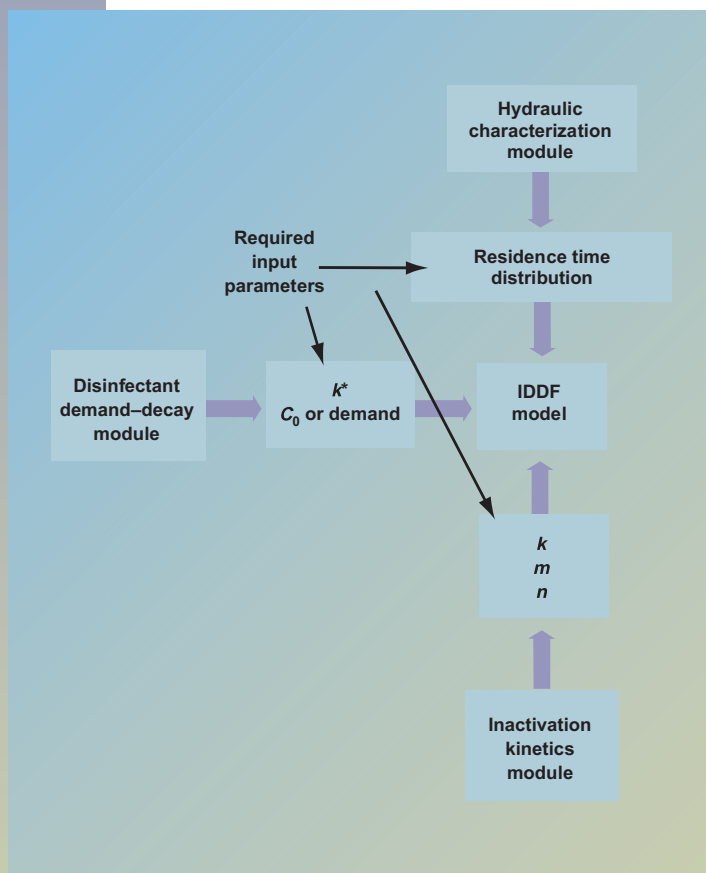 Hydraulic
characterization
module
Required
input
parameters
Residence time
distribution
Disinfectant
demand–decay
module
k*
C₀ or demand
IDDF
model
k
m
n
Inactivation
kinetics
module